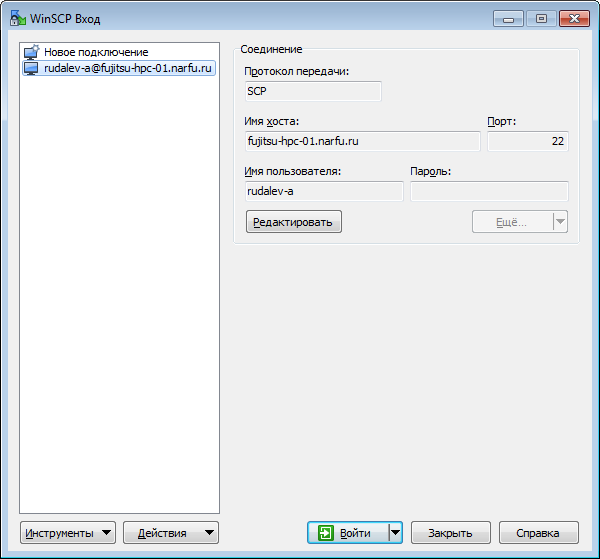 WinSCP Вход
Новое подключение
rudalev-a@fujitsu-hpc-01.narfu.ru
Соединение
Протокол передачи:
SCP
Имя хоста:
Порт:
fujitsu-hpc-01.narfu.ru
22
Имя пользователя:
Пароль:
rudalev-a
Редактировать
Ещё...
Инструменты
Действия
Войти
Закрыть
Справка